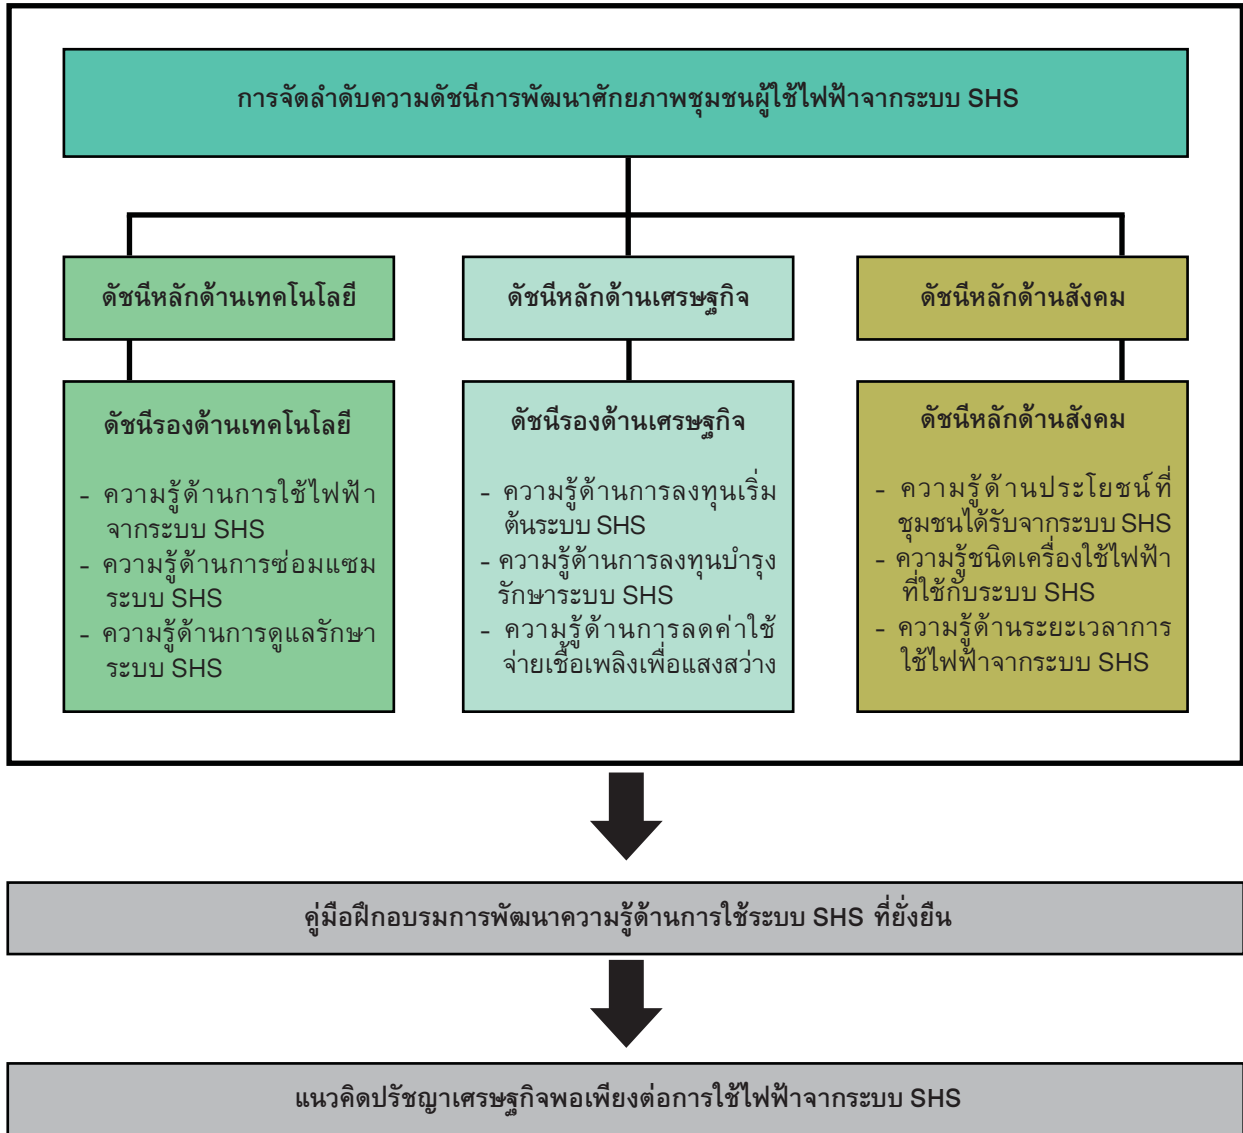 การจัดลำดับความดัชนีการพัฒนาศักยภาพชุมชนผู้ใช้ไฟฟ้าจากระบบ SHS
ดัชนีหลักด้านเทคโนโลยี
ดัชนีหลักด้านเศรษฐกิจ
ดัชนีหลักด้านสังคม
ดัชนีรองด้านเทคโนโลยี
- ความรู้ด้านการใช้ไฟฟ้า
จากระบบ SHS
- ความรู้ด้านการซ่อมแซม
ระบบ SHS
- ความรู้ด้านการดูแลรักษา
ระบบ SHS
ดัชนีรองด้านเศรษฐกิจ
- ความรู้ด้านการลงทุนเริ่ม
ต้นระบบ SHS
- ความรู้ด้านการลงทุนบำรุง
รักษาระบบ SHS
- ความรู้ด้านการลดค่าใช้
จ่ายเชื้อเพลิงเพื่อแสงสว่าง
ดัชนีหลักด้านสังคม
- ความรู้ด้านประโยชน์ที่
ชุมชนได้รับจากระบบ SHS
- ความรู้ชนิดเครื่องใช้ไฟฟ้า
ที่ใช้กับระบบ SHS
- ความรู้ด้านระยะเวลาการ
ใช้ไฟฟ้าจากระบบ SHS
คู่มือฝึกอบรมการพัฒนาความรู้ด้านการใช้ระบบ SHS ที่ยั่งยืน
แนวคิดปรัชญาเศรษฐกิจพอเพียงต่อการใช้ไฟฟ้าจากระบบ SHS